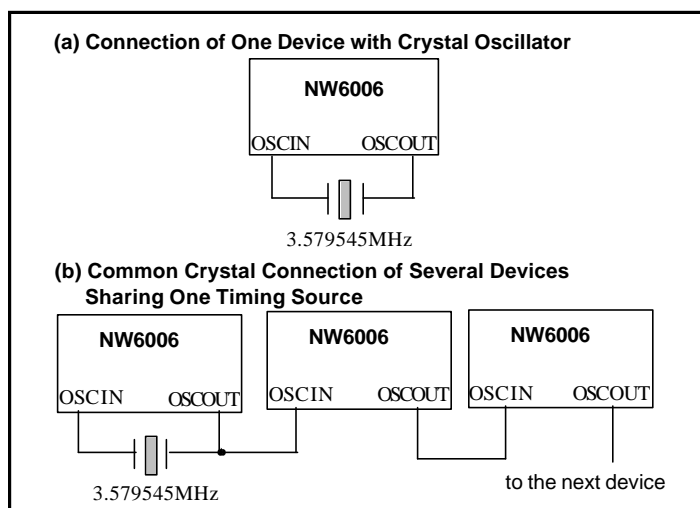 (a) Connection of One Device with Crystal Oscillator
NW6006
OSCIN OSCOUT
3.579545MHz
(b) Common Crystal Connection of Several Devices
Sharing One Timing Source
NW6006 NW6006 NW6006
OSCIN OSCOUT OSCIN OSCOUT OSCIN OSCOUT
3.579545MHz
to the next device